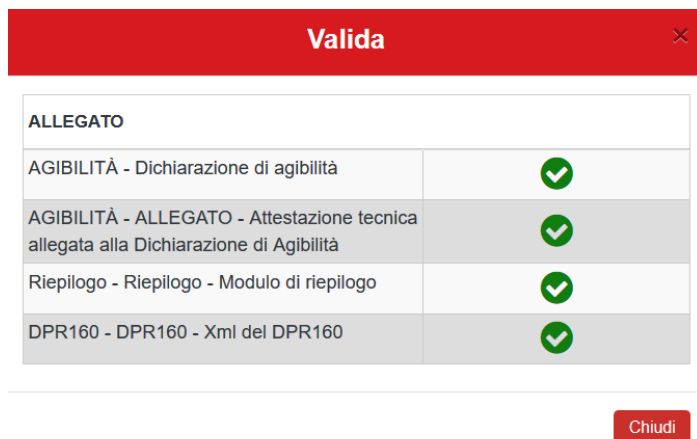 Valida
ALLEGATO
AGIBILITÀ - Dichiarazione di agibilità
AGIBILITÀ - ALLEGATO - Attestazione tecnica
allegata alla Dichiarazione di Agibilità
Riepilogo - Riepilogo - Modulo di riepilogo
DPR160 - DPR160 - Xml del DPR160
Chiudi